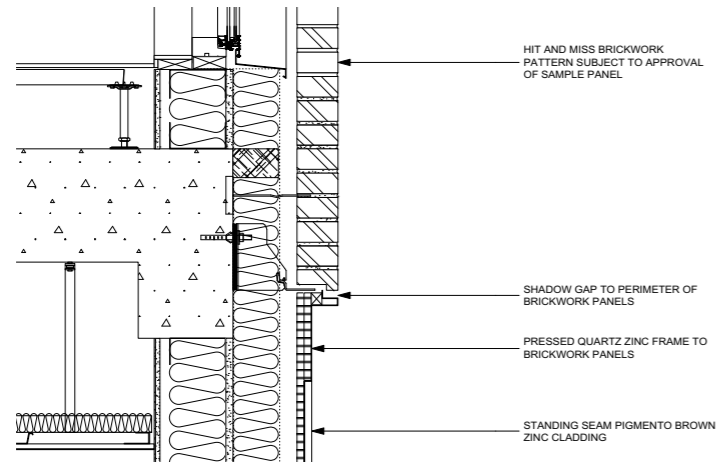 HIT AND MISS BRICKWORK
PATTERN SUBJECT TO APPROVAL
OF SAMPLE PANEL
SHADOW GAP TO PERIMETER OF
BRICKWORK PANELS
PRESSED QUARTZ ZINC FRAME TO
BRICKWORK PANELS
STANDING SEAM PIGMENTO BROWN
ZINC CLADDING